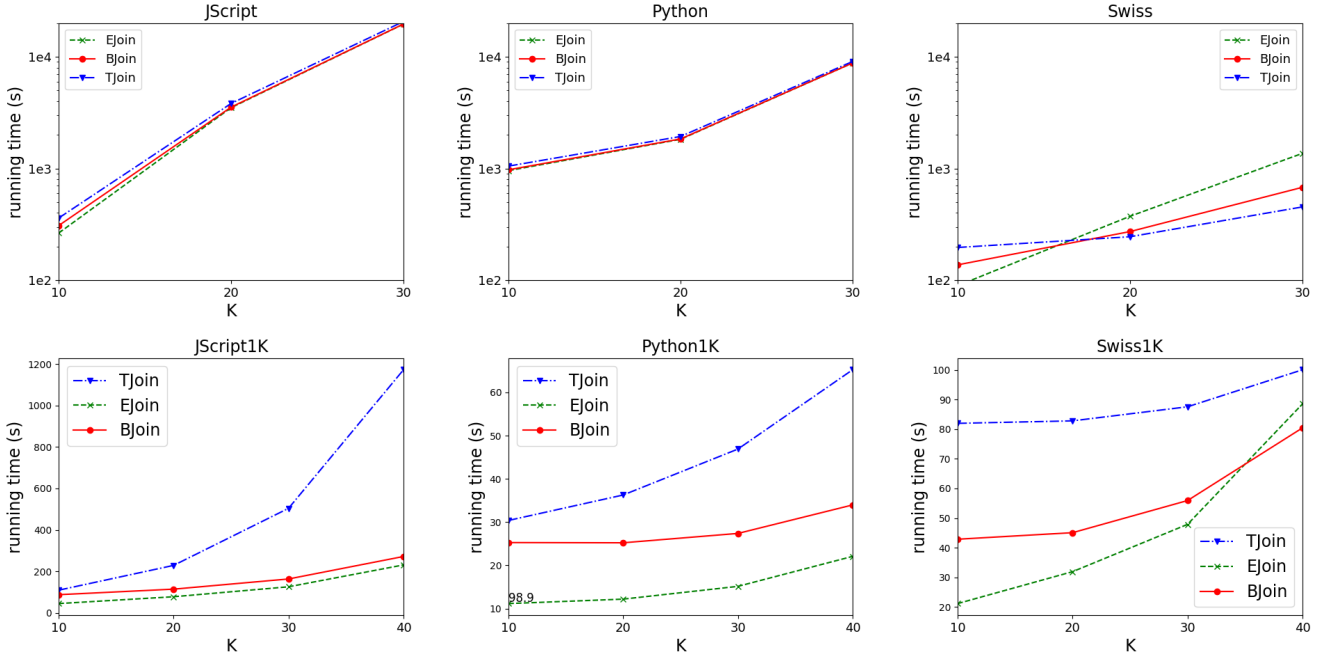 JScript
1e4
1e3
1e2
running time (s)
EJoin
BJoin
TJoin
10
20
30
K
Python
1e4
1e3
1e2
running time (s)
EJoin
BJoin
TJoin
10
20
30
K
Swiss
1e4
1e3
1e2
running time (s)
EJoin
BJoin
TJoin
10
20
30
K
JScript1K
1200
1000
800
600
400
200
0
running time (s)
TJoin
EJoin
BJoin
10
20
30
40
K
Python1K
60
50
40
30
20
10
running time (s)
TJoin
EJoin
BJoin
98.9
10
20
30
40
K
Swiss1K
100
90
80
70
60
50
40
30
20
running time (s)
TJoin
EJoin
BJoin
10
20
30
40
K